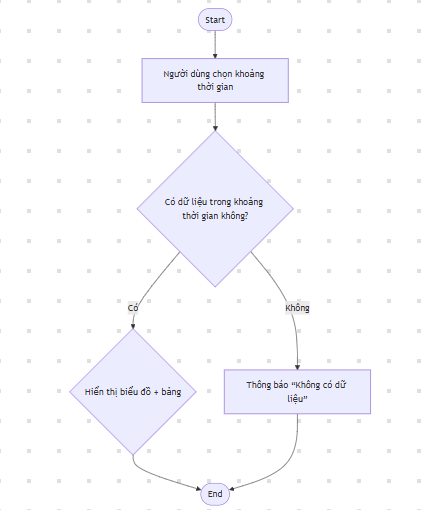 Start
Người dùng chọn khoảng
thời gian
Có dữ liệu trong khoảng
thời gian không?
Có
Không
Hiển thị biểu đồ + bảng
Thông báo “Không có dữ
liệu”
End